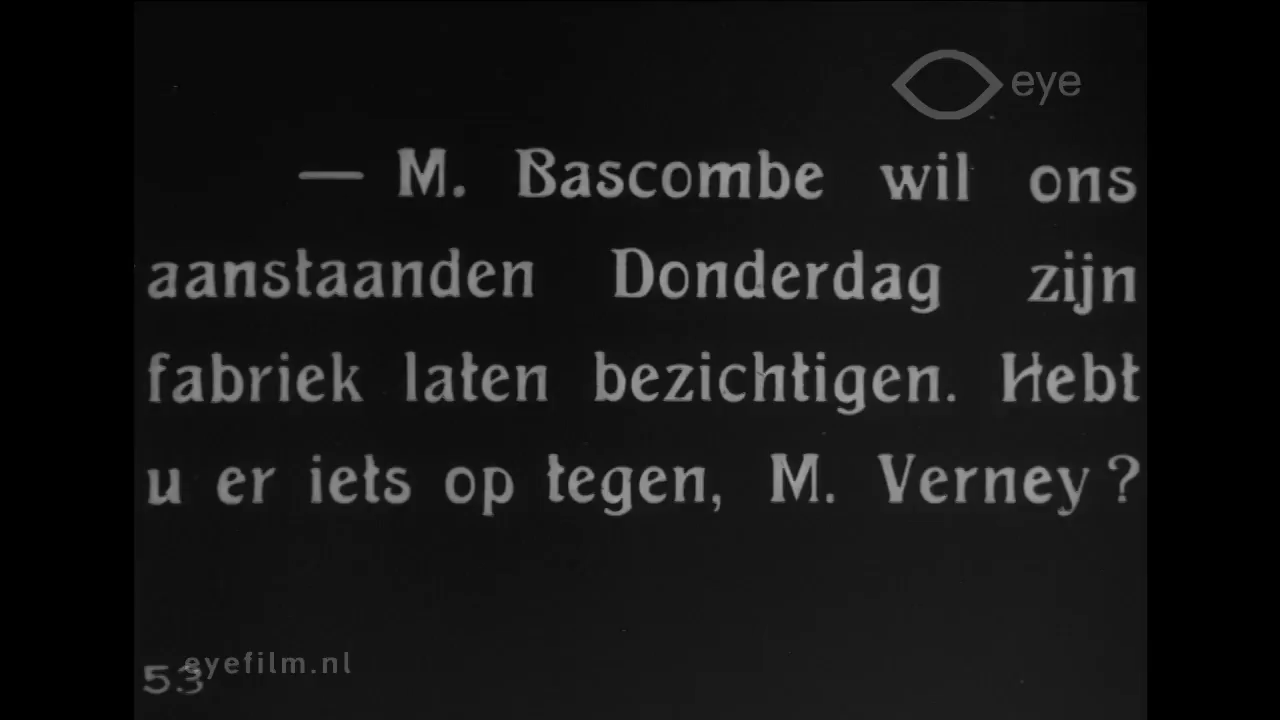 eye
— M. Bascombe wil ons
aanstaanden Donderdag zijn
fabriek laten bezichtigen. Hebt
u er iets op tegen, M. Verney?
eyefilm.nl
53